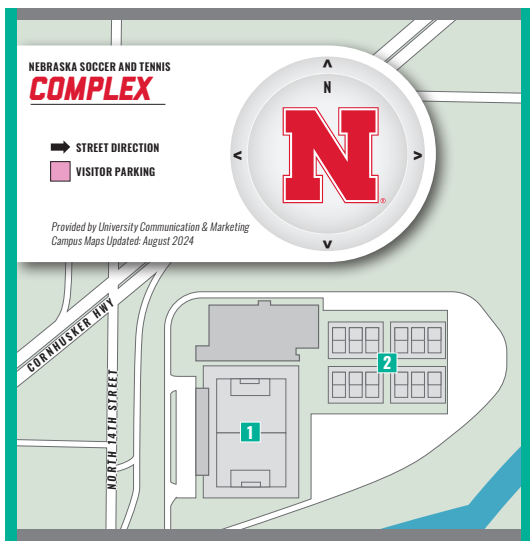 NEBRASKA SOCCER AND TENNIS
COMPLEX
STREET DIRECTION
VISITOR PARKING
Provided by University Communication & Marketing
Campus Maps Updated: August 2024
^
N
<
>
v
N®
CORNHUSKER HWY
NORTH 14TH STREET
1
2